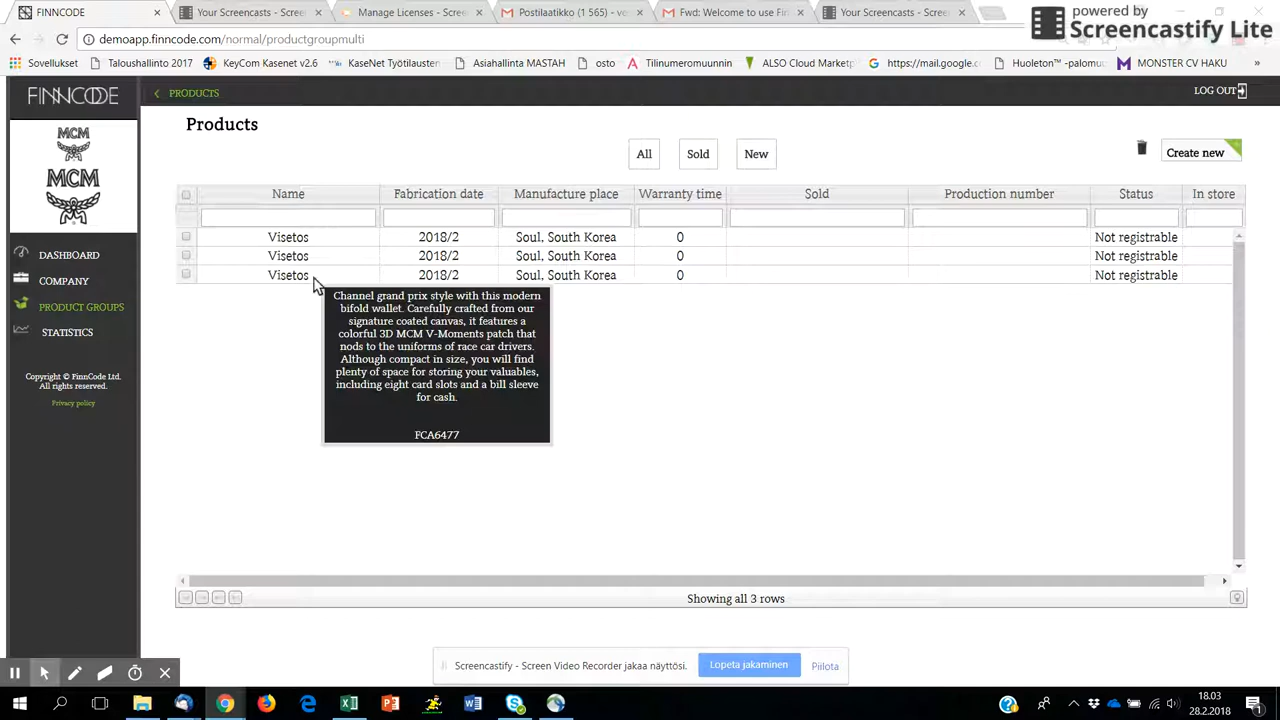 FINNCODE
Your Screencasts - Screen
Manage Licenses - Screenc
Postilaatikko (1 565) - ves
Fwd: Welcome to use Fin
Your Screencasts - Screen
powered by
Screencastify Lite
demoapp.finncode.com/normal/productgroup
Sovellukset
Taloushallinto 2017
KeyCom Kasenet v2.6
KaseNet Työtilausten
Asiahallinta MASTAH
osto
Tilinumeromuunnin
ALSO Cloud Marketp
https://mail.google.c
Huoleton™ -palomuu
MONSTER CV HAKU
»
FINNCODE
PRODUCTS
LOG OUT
MCM
MCM
Products
All
Sold
New
Create new
Name
Fabrication date
Manufacture place
Warranty time
Sold
Production number
Status
In store
Visetos 2018/2 Soul, South Korea 0 Not registrable
Visetos 2018/2 Soul, South Korea 0 Not registrable
Visetos 2018/2 Soul, South Korea 0 Not registrable
DASHBOARD
COMPANY
PRODUCT GROUPS
STATISTICS
Copyright © FinnCode Ltd.
All rights reserved.
Privacy policy
Channel grand prix style with this modern
bifold wallet. Carefully crafted from our
signature coated canvas, it features a
colorful 3D MCM V-Moments patch that
nods to the uniforms of race car drivers.
Although compact in size, you will find
plenty of space for storing your valuables,
including eight card slots and a bill sleeve
for cash.
FCA6477
Showing all 3 rows
Screencastify - Screen Video Recorder jakaa näyttösi.
Lopeta jakaminen
Piilota
18.03
28.2.2018